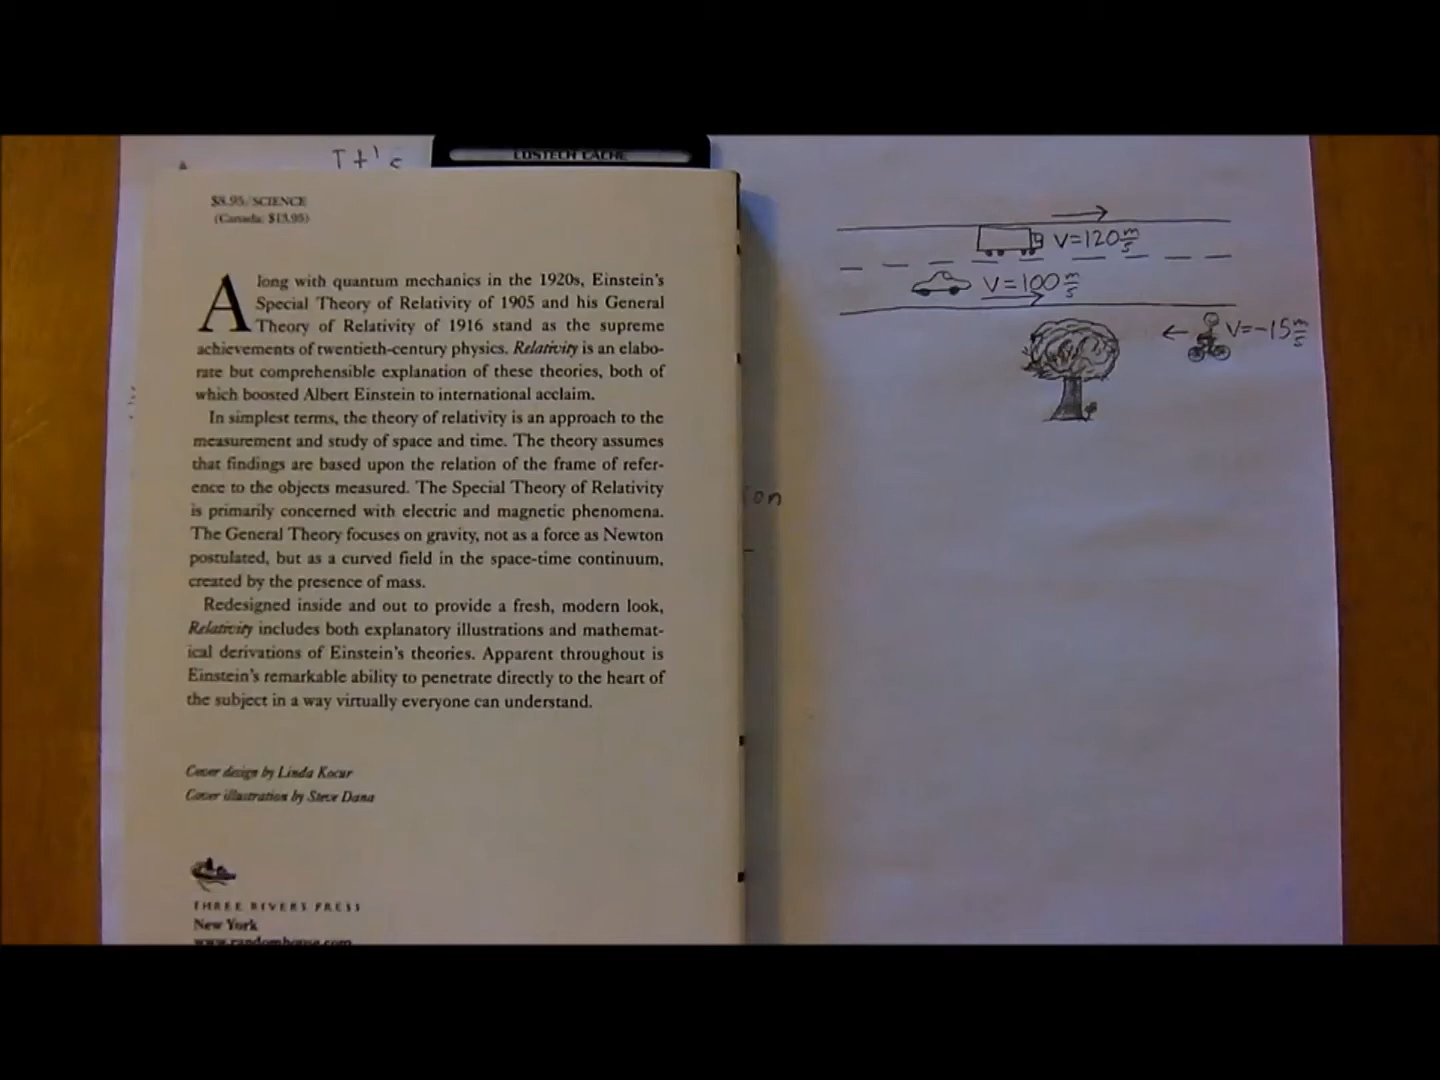 It's
COSTECH CACHE
$8.95/SCIENCE
(Canada: $13.95)
Along with quantum mechanics in the 1920s, Einstein's
Special Theory of Relativity of 1905 and his General
Theory of Relativity of 1916 stand as the supreme
achievements of twentieth-century physics. Relativity is an elabo-
rate but comprehensible explanation of these theories, both of
which boosted Albert Einstein to international acclaim.
In simplest terms, the theory of relativity is an approach to the
measurement and study of space and time. The theory assumes
that findings are based upon the relation of the frame of refer-
ence to the objects measured. The Special Theory of Relativity
is primarily concerned with electric and magnetic phenomena.
The General Theory focuses on gravity, not as a force as Newton
postulated, but as a curved field in the space-time continuum,
created by the presence of mass.
Redesigned inside and out to provide a fresh, modern look,
Relativity includes both explanatory illustrations and mathemat-
ical derivations of Einstein's theories. Apparent throughout is
Einstein's remarkable ability to penetrate directly to the heart of
the subject in a way virtually everyone can understand.
Cover design by Linda Kocur
Cover illustration by Steve Dana
THREE RIVERS PRESS
New York
www.randomhouse.com
ion
V=120 m/s
V=100 m/s
V=-15 m/s